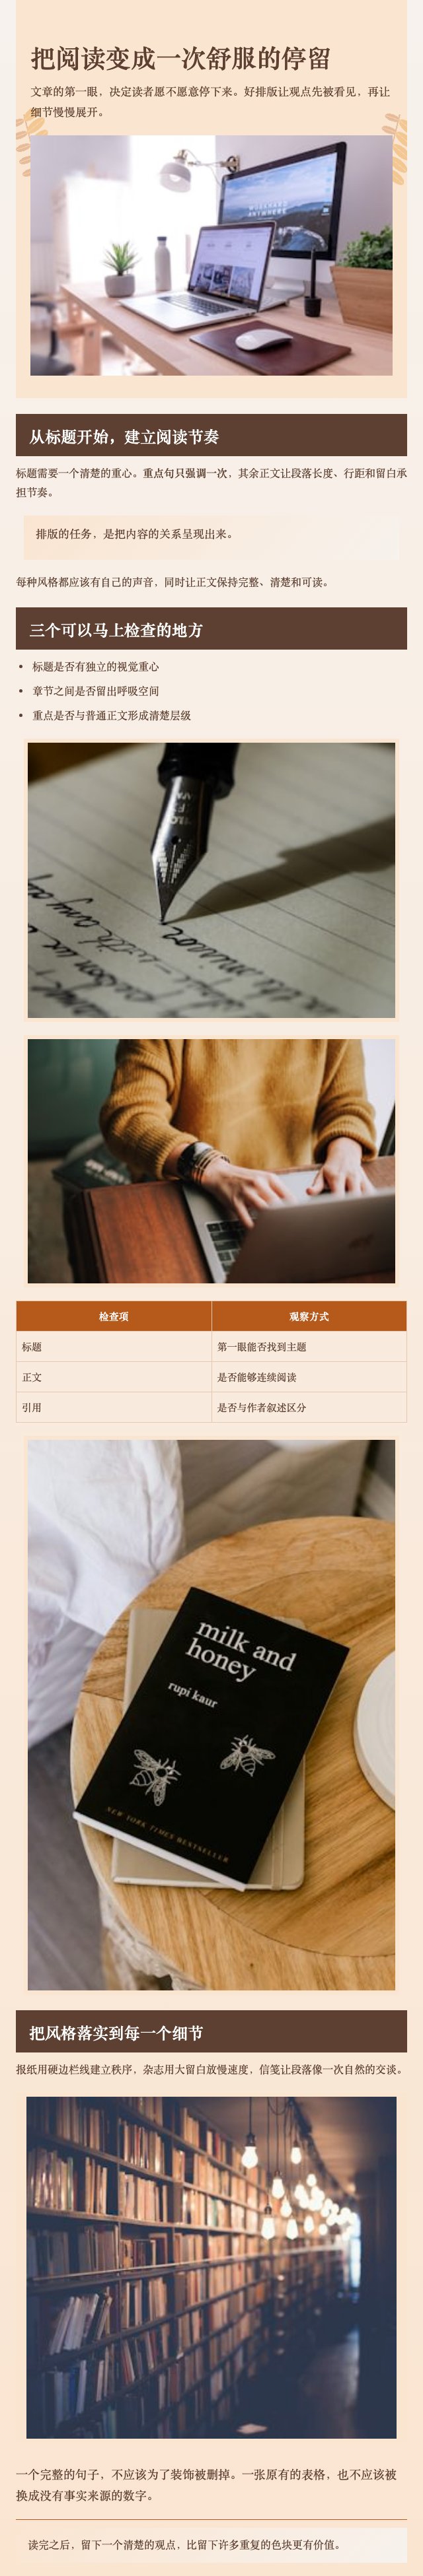 把阅读变成一次舒服的停留
文章的第一眼，决定读者愿不愿意停下来。好排版让观点先被看见，再让
细节慢慢展开。
从标题开始，建立阅读节奏
标题需要一个清楚的重心。重点句只强调一次，其余正文让段落长度、行距和留白承
担节奏。
排版的任务，是把内容的关系呈现出来。
每种风格都应该有自己的声音，同时让正文保持完整、清楚和可读。
三个可以马上检查的地方
• 标题是否有独立的视觉重心
• 章节之间是否留出呼吸空间
• 重点是否与普通正文形成清楚层级
检查项 观察方式
标题 第一眼能否找到主题
正文 是否能够连续阅读
引用 是否与作者叙述区分
milk and
honey
rupi kaur
NEW YORK TIMES BESTSELLER
把风格落实到每一个细节
报纸用硬边栏线建立秩序，杂志用大留白放慢速度，信笺让段落像一次自然的交谈。
一个完整的句子，不应该为了装饰被删掉。一张原有的表格，也不应该被
换成没有事实来源的数字。
读完之后，留下一个清楚的观点，比留下许多重复的色块更有价值。